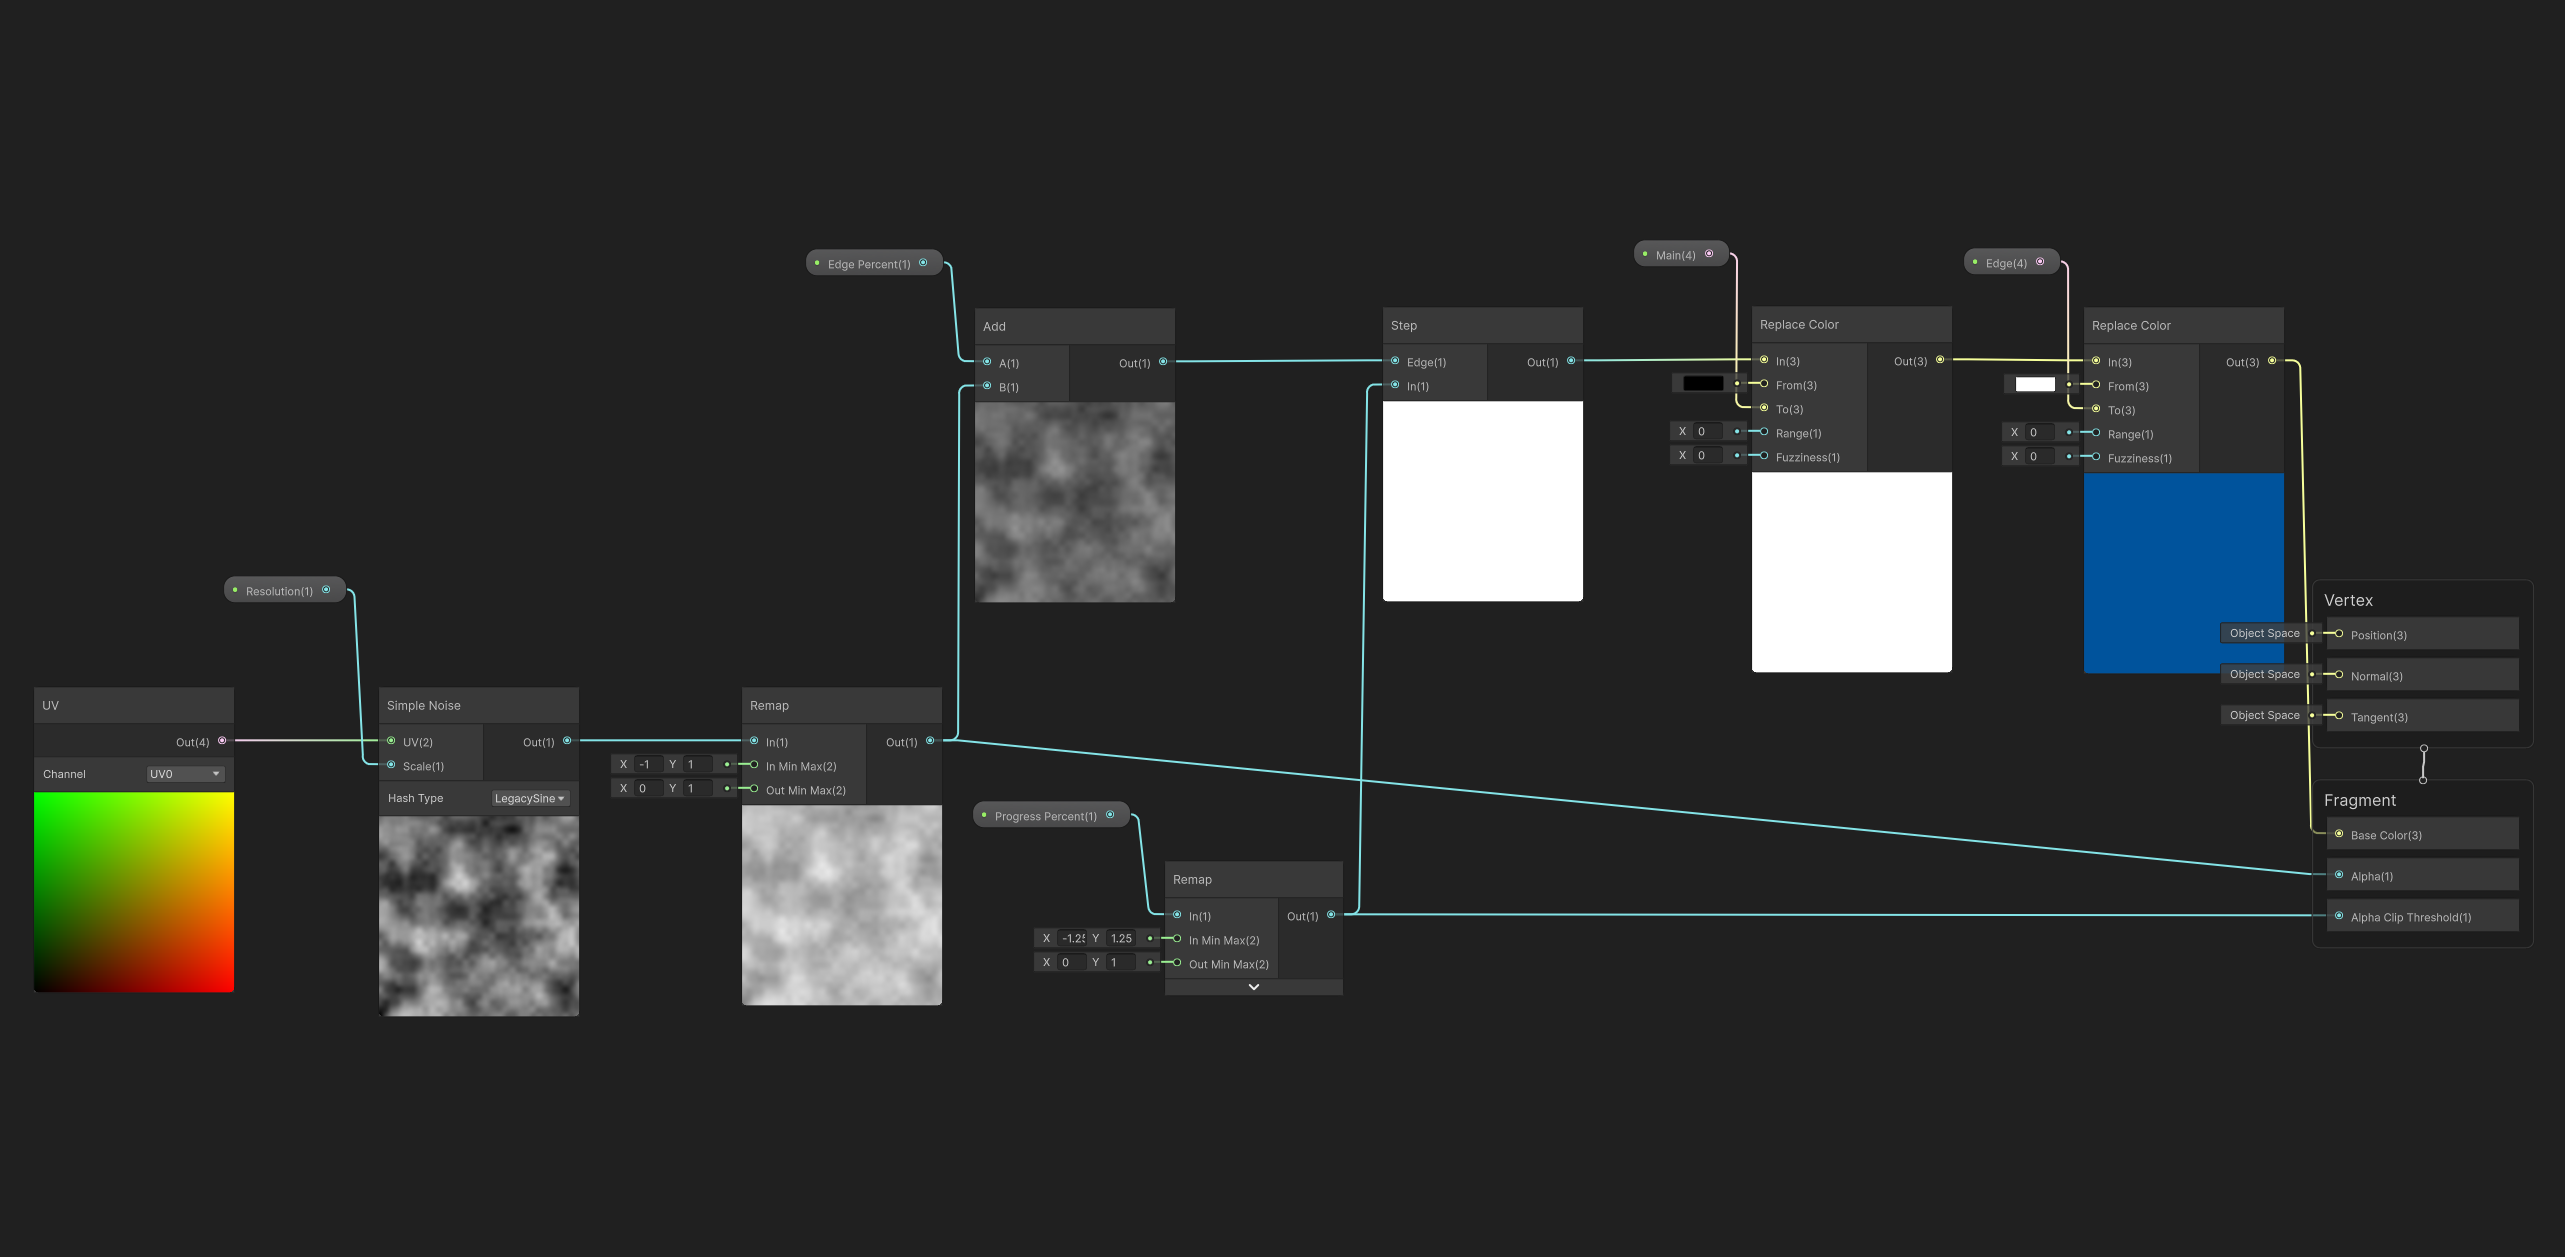 Edge Percent(1)
Main(4)
Edge(4)
Add
A(1)
Out(1)
B(1)
Step
Edge(1)
Out(1)
In(1)
Replace Color
In(3)
Out(3)
From(3)
To(3)
X 0
Range(1)
X 0
Fuzziness(1)
Replace Color
In(3)
Out(3)
From(3)
To(3)
X 0
Range(1)
X 0
Fuzziness(1)
Resolution(1)
UV
Out(4)
Channel
UV0
Simple Noise
UV(2)
Out(1)
Scale(1)
Hash Type
LegacySine
Remap
In(1)
Out(1)
X -1 Y 1
In Min Max(2)
X 0 Y 1
Out Min Max(2)
Progress Percent(1)
Remap
In(1)
Out(1)
X -1.25 Y 1.25
In Min Max(2)
X 0 Y 1
Out Min Max(2)
Vertex
Object Space
Position(3)
Object Space
Normal(3)
Object Space
Tangent(3)
Fragment
Base Color(3)
Alpha(1)
Alpha Clip Threshold(1)